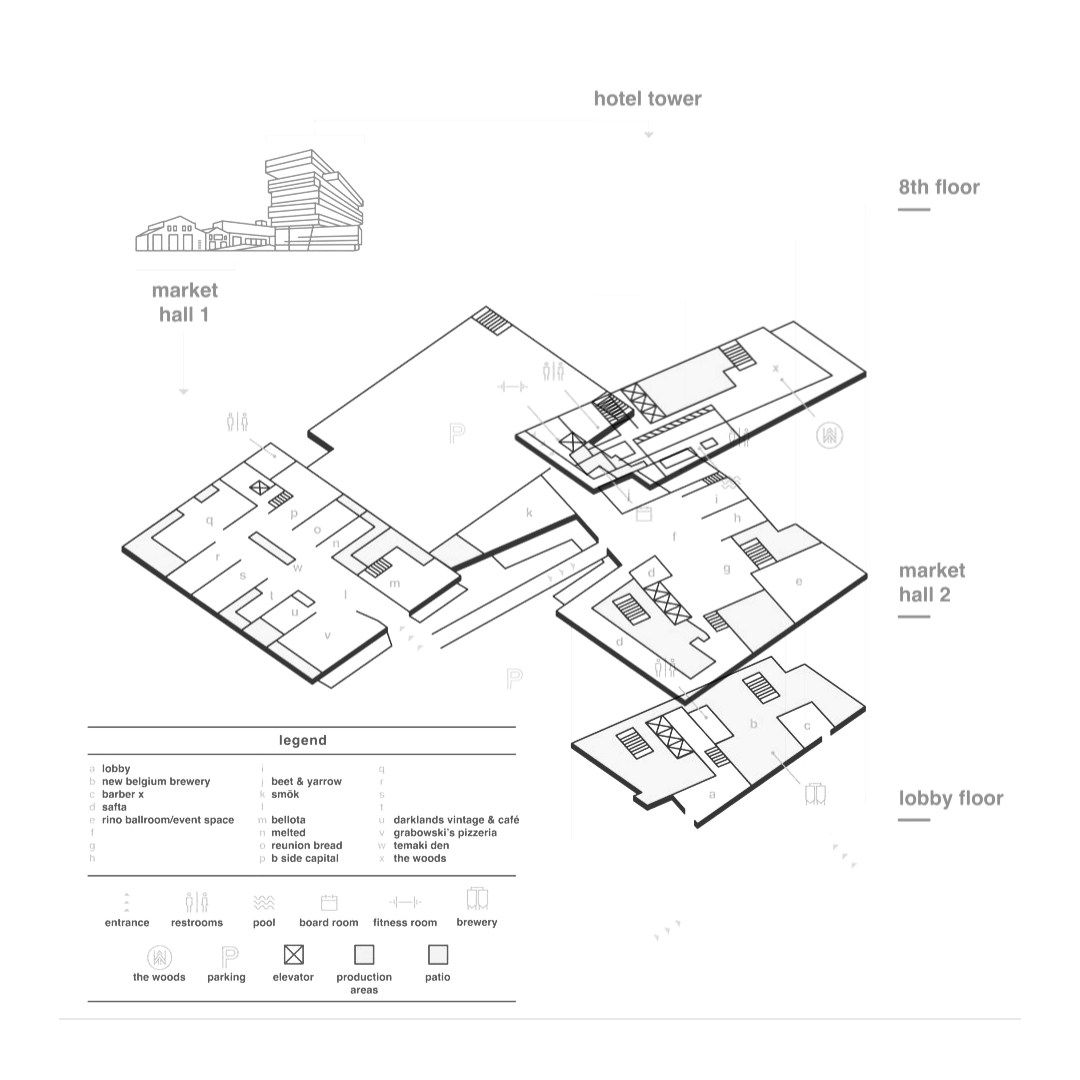 hotel tower
8th floor
market
hall 1
x
P
q
p
o
n
r
s
w
t
u
l
m
v
k
i
h
f
g
d
e
d
market
hall 2
P
b
c
a
lobby floor
legend
a lobby
b new belgium brewery
c barber x
d safta
e rino ballroom/event space
f
g
h
i
j beet & yarrow
k smök
l
m bellota
n melted
o reunion bread
p b side capital
q
r
s
t
u darklands vintage & café
v grabowski's pizzeria
w temaki den
x the woods
entrance
restrooms
pool
board room
fitness room
brewery
P
the woods
parking
elevator
production
areas
patio